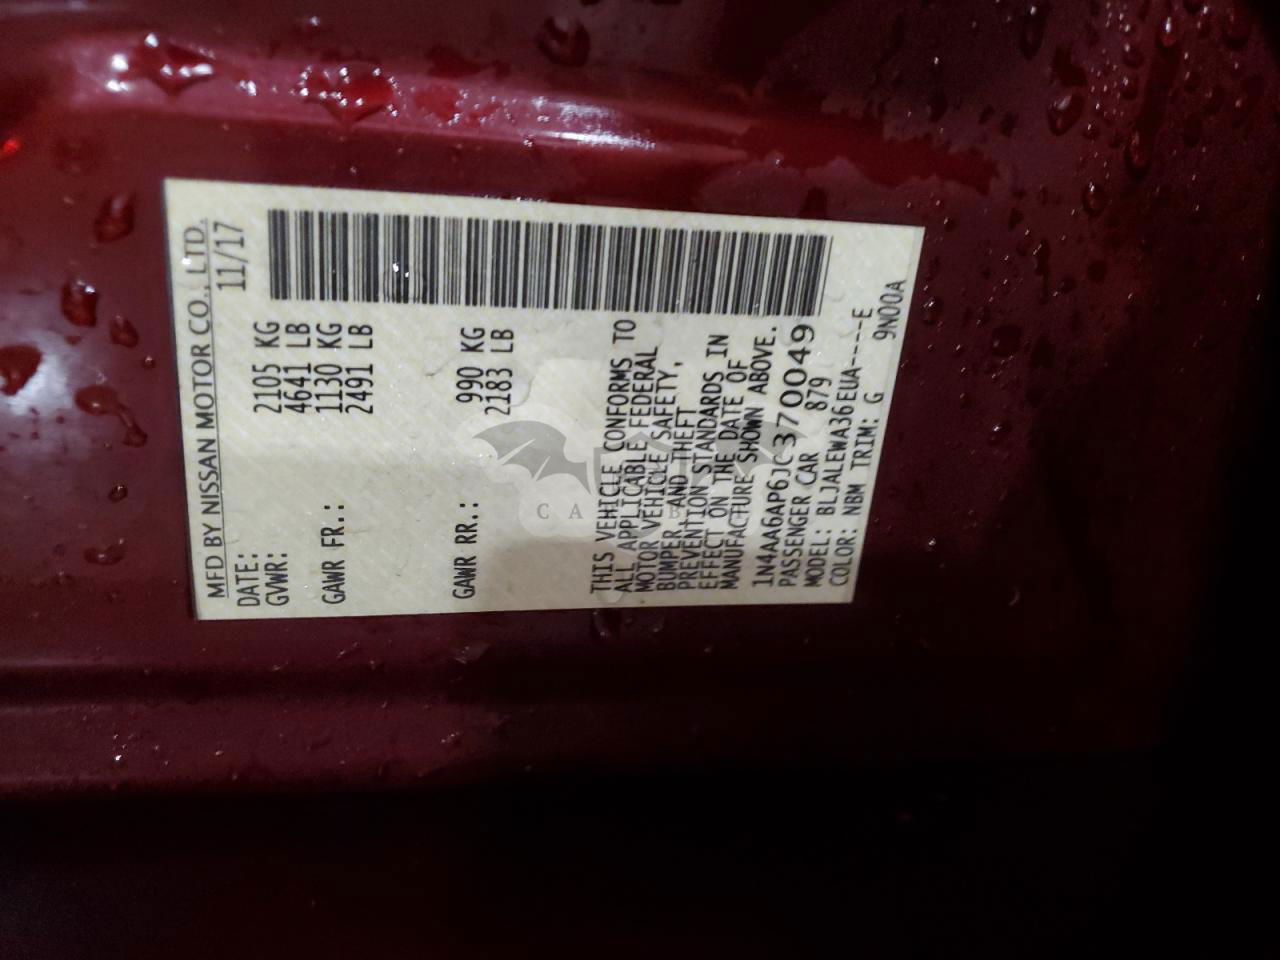 MFD BY NISSAN MOTOR CO., LTD.
DATE: 11/17
GVWR: 2105 KG
4641 LB
GAWR FR.: 1130 KG
2491 LB
GAWR RR.: 990 KG
2183 LB
THIS VEHICLE CONFORMS TO
ALL APPLICABLE FEDERAL
MOTOR VEHICLE SAFETY,
BUMPER AND THEFT
PREVENTION STANDARDS IN
EFFECT ON THE DATE OF
MANUFACTURE SHOWN ABOVE.
1N4AA6AP6JC370049
PASSENGER CAR 879
MODEL: BLJALEWA36EUA----E
COLOR: NBM TRIM: G 9N00A